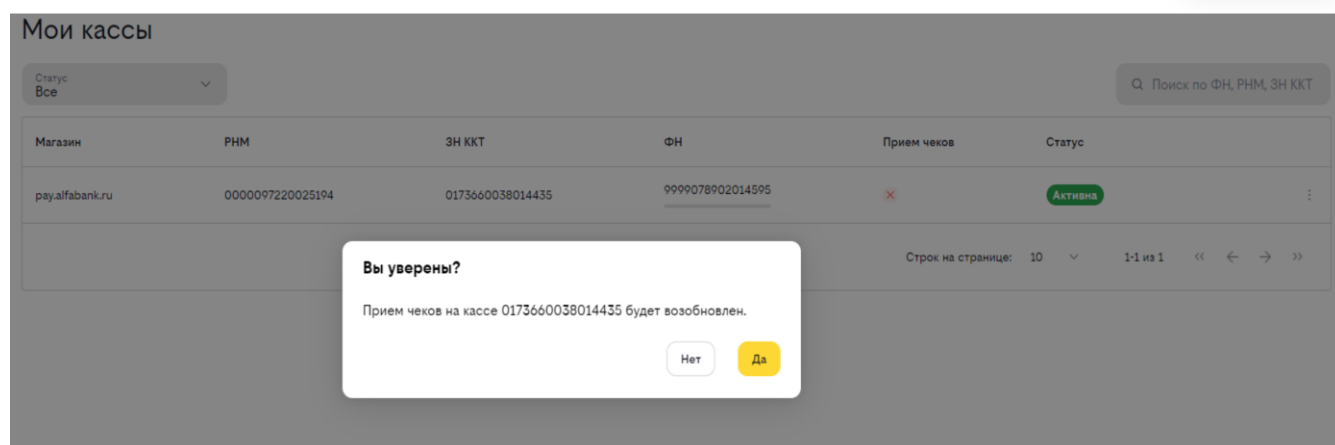 Мои кассы
Статус
Все
Поиск по ФН, РНМ, ЗН ККТ
Магазин РНМ ЗН ККТ ФН Прием чеков Статус
pay.alfabank.ru 0000097220025194 0173660038014435 9999078902014595 Активна
Строк на странице: 10 1-1 из 1
Вы уверены?
Прием чеков на кассе 0173660038014435 будет возобновлен.
Нет Да